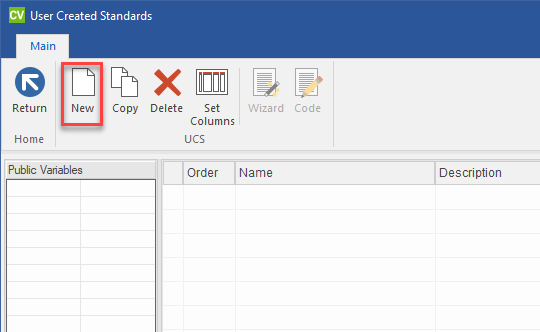 CV User Created Standards
Main
Return
New
Copy
Delete
Set
Columns
Wizard
Code
Home
UCS
Public Variables
Order
Name
Description